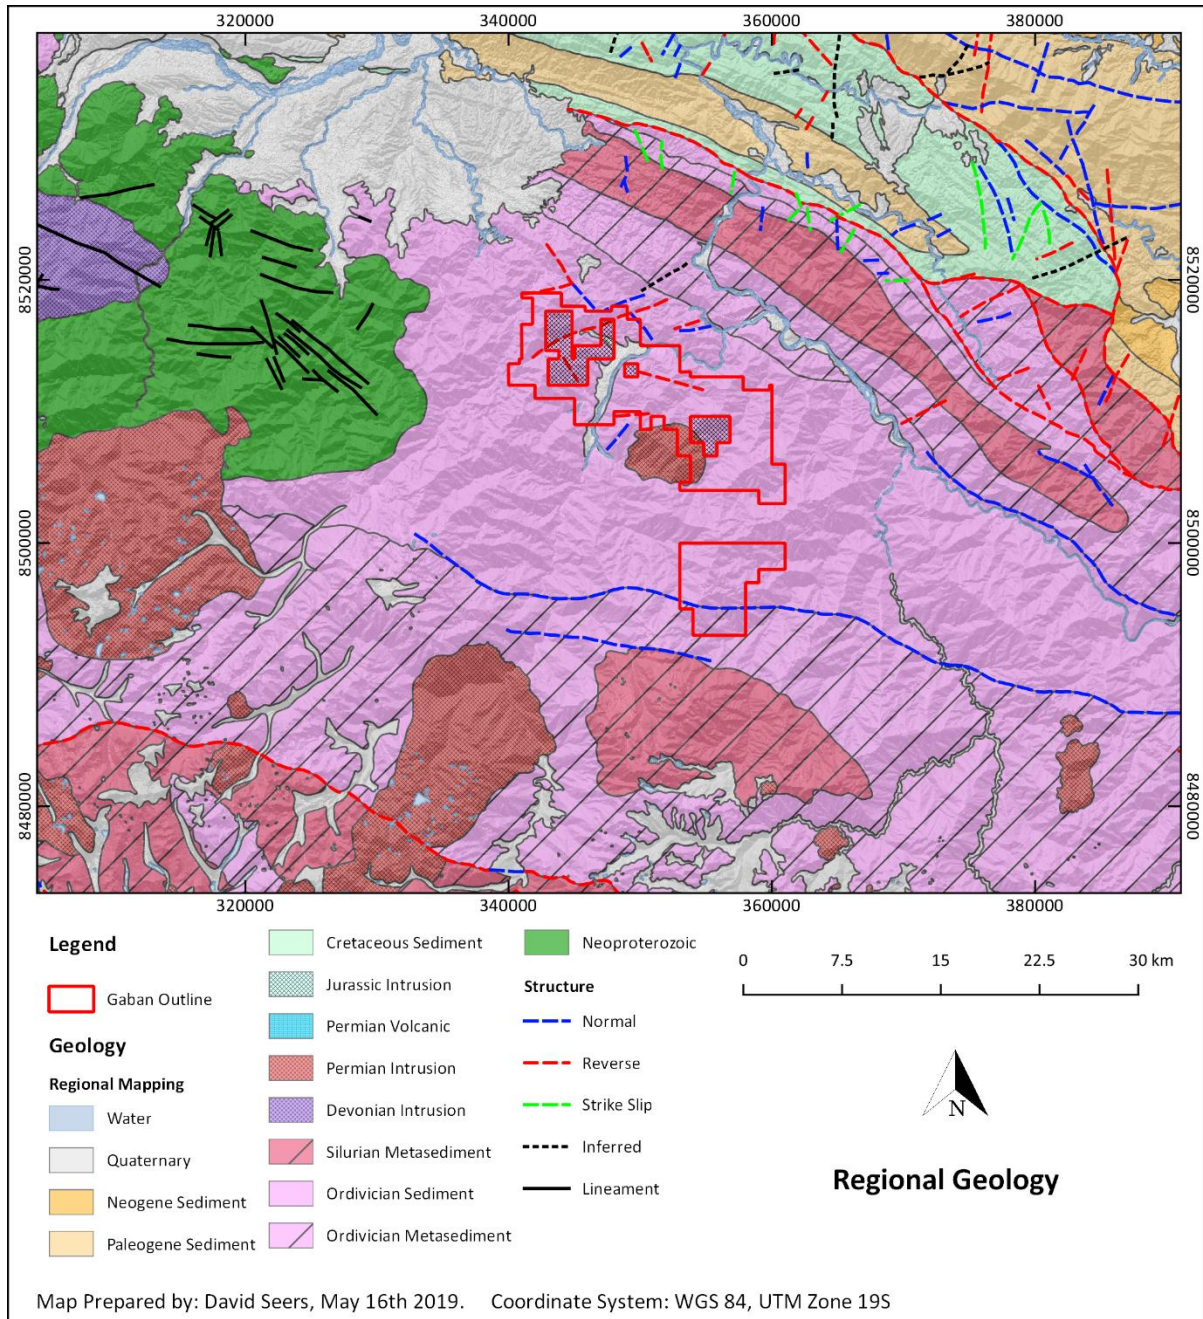 320000 340000 360000 380000
8520000 8520000
8500000 8500000
8480000 8480000
320000 340000 360000 380000
Legend
Gaban Outline
Geology
Regional Mapping
Water
Quaternary
Neogene Sediment
Paleogene Sediment
Cretaceous Sediment
Jurassic Intrusion
Permian Volcanic
Permian Intrusion
Devonian Intrusion
Silurian Metasediment
Ordivician Sediment
Ordivician Metasediment
Neoproterozoic
Structure
Normal
Reverse
Strike Slip
Inferred
Lineament
0 7.5 15 22.5 30 km
N
Regional Geology
Map Prepared by: David Seers, May 16th 2019. Coordinate System: WGS 84, UTM Zone 19S